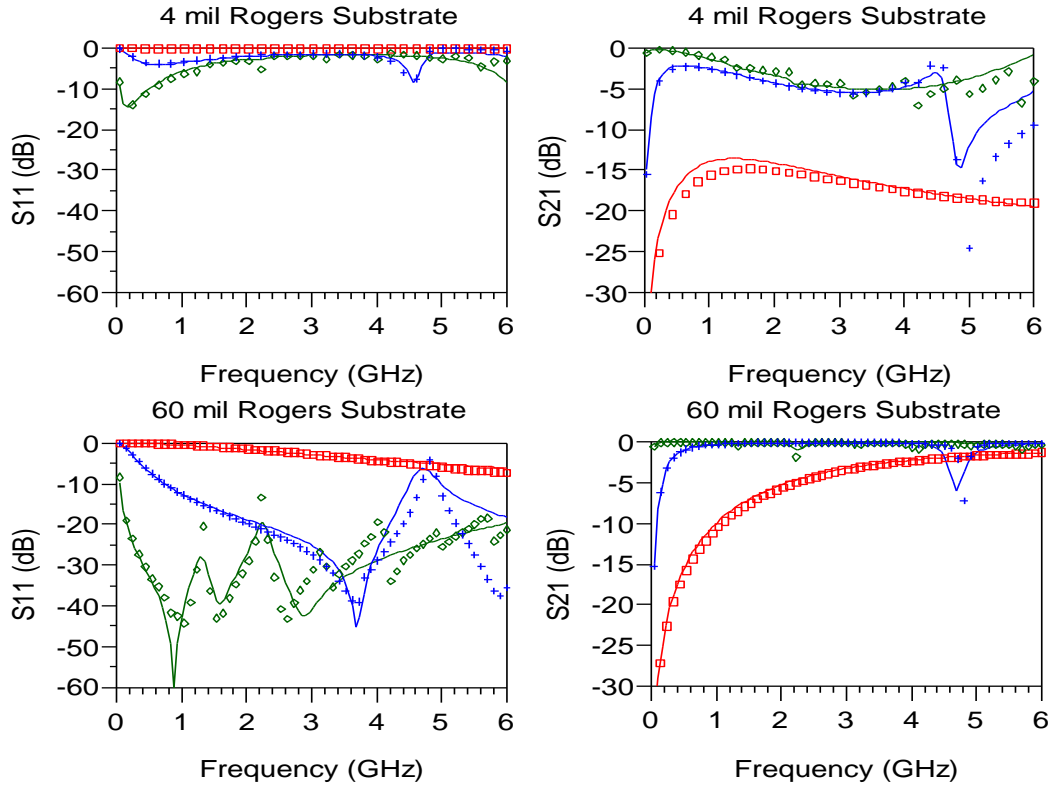 4 mil Rogers Substrate
S11 (dB)
0
-10
-20
-30
-40
-50
-60
0 1 2 3 4 5 6
Frequency (GHz)
4 mil Rogers Substrate
S21 (dB)
0
-5
-10
-15
-20
-25
-30
0 1 2 3 4 5 6
Frequency (GHz)
60 mil Rogers Substrate
S11 (dB)
0
-10
-20
-30
-40
-50
-60
0 1 2 3 4 5 6
Frequency (GHz)
60 mil Rogers Substrate
S21 (dB)
0
-5
-10
-15
-20
-25
-30
0 1 2 3 4 5 6
Frequency (GHz)